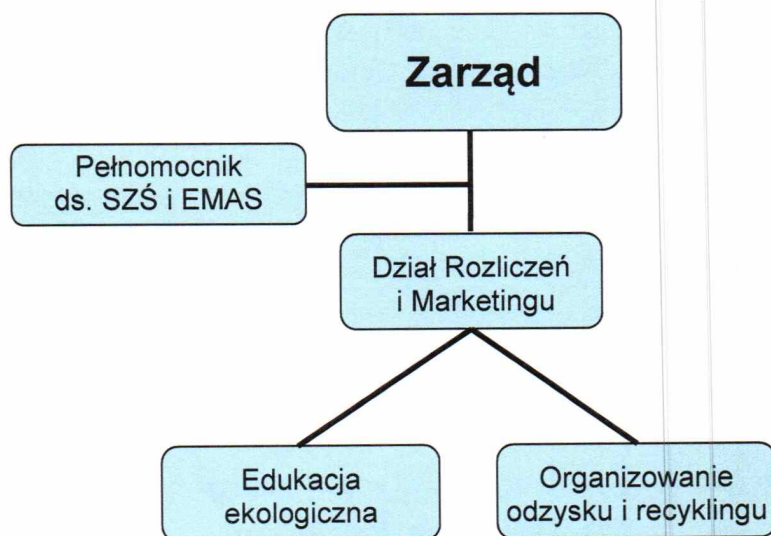 Zarząd
Pełnomocnik
ds. SZŚ i EMAS
Dział Rozliczeń
i Marketingu
Edukacja
ekologiczna
Organizowanie
odzysku i recyklingu